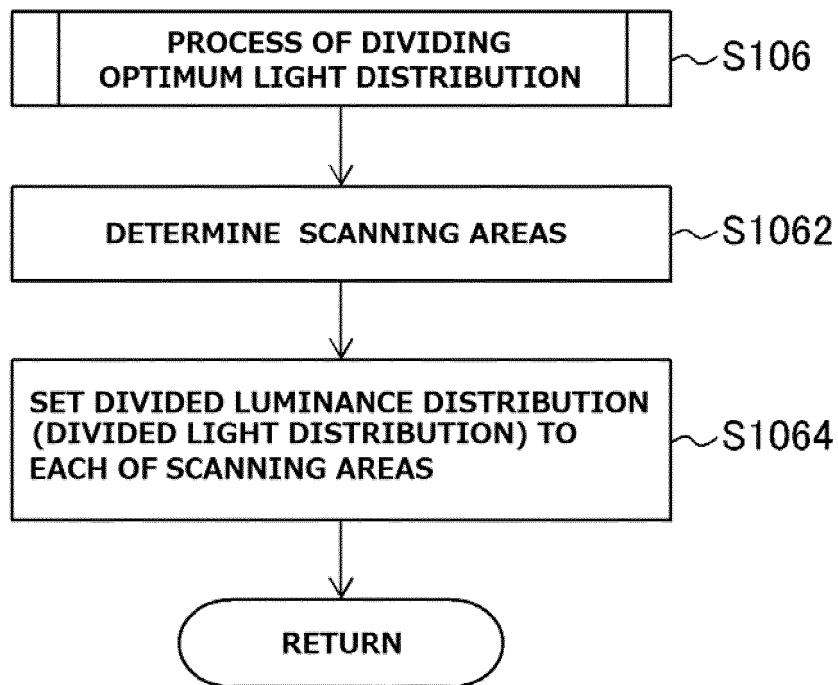 PROCESS OF DIVIDING
OPTIMUM LIGHT DISTRIBUTION
S106
DETERMINE SCANNING AREAS
S1062
SET DIVIDED LUMINANCE DISTRIBUTION
(DIVIDED LIGHT DISTRIBUTION) TO
EACH OF SCANNING AREAS
S1064
RETURN